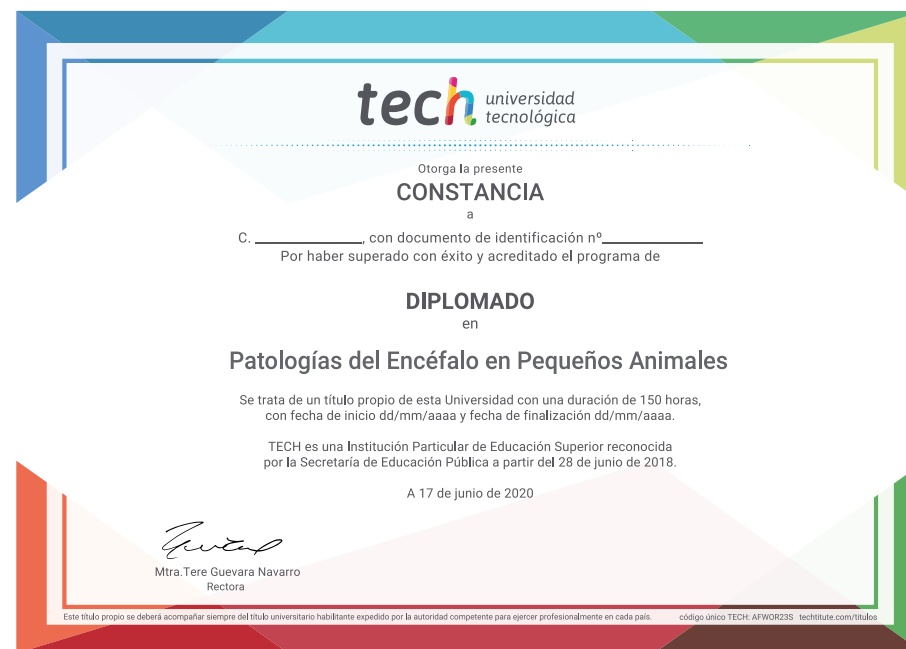 tech universidad
tecnológica
Otorga la presente
CONSTANCIA
a
C. ____________, con documento de identificación nº____________
Por haber superado con éxito y acreditado el programa de
DIPLOMADO
en
Patologías del Encéfalo en Pequeños Animales
Se trata de un título propio de esta Universidad con una duración de 150 horas,
con fecha de inicio dd/mm/aaaa y fecha de finalización dd/mm/aaaa.
TECH es una Institución Particular de Educación Superior reconocida
por la Secretaría de Educación Pública a partir del 28 de junio de 2018.
A 17 de junio de 2020
Mtra.Tere Guevara Navarro
Rectora
Este título propio se deberá acompañar siempre del título universitario habilitante expedido por la autoridad competente para ejercer profesionalmente en cada país. código único TECH: AFWOR23S techtitute.com/titulos